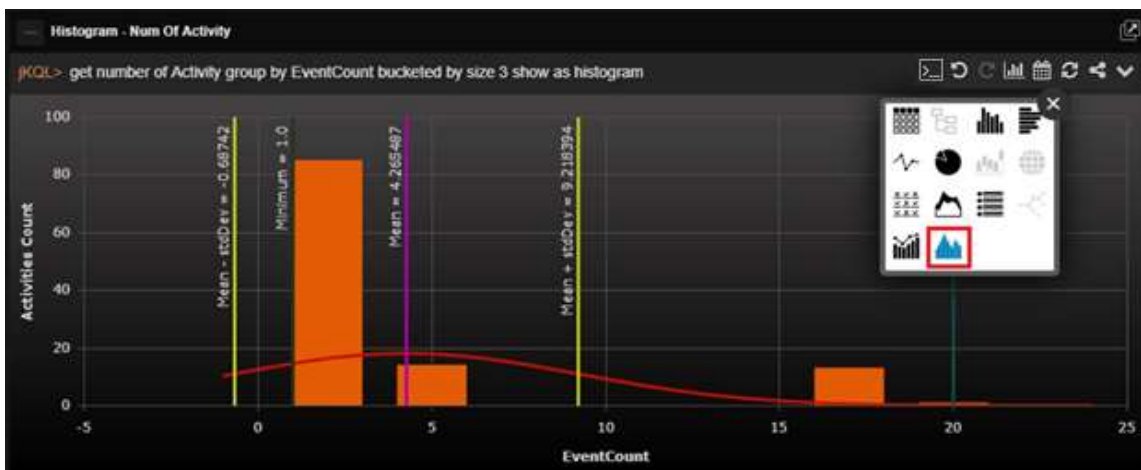 Histogram - Num Of Activity
jKQL> get number of Activity group by EventCount bucketed by size 3 show as histogram
100
80
60
40
20
0
Activities Count
Mean - stdDev = -0.68742
Minimum = 1.0
Mean = 4.265487
Mean + stdDev = 9.218394
-5
0
5
10
15
20
25
EventCount